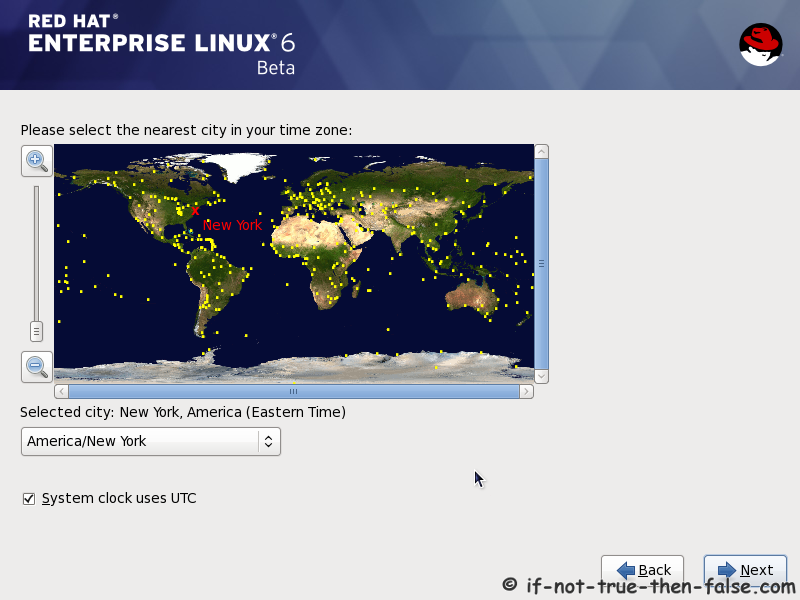 RED HAT®
ENTERPRISE LINUX® 6
Beta
Please select the nearest city in your time zone:
New York
Selected city: New York, America (Eastern Time)
America/New York
System clock uses UTC
Back
Next
© if-not-true-then-false.com